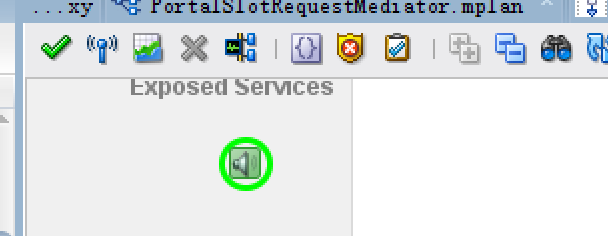 ...xy PortalSlotRequestMediator.mplan
Exposed Services